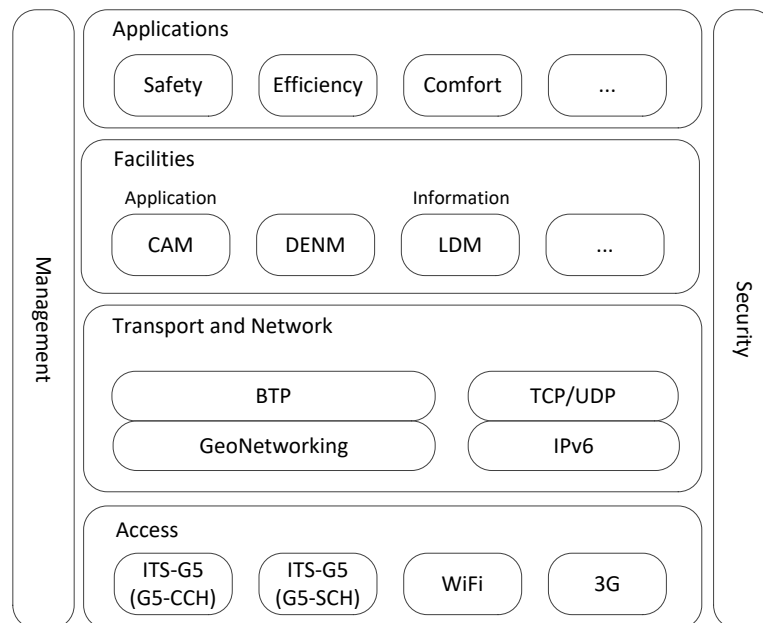 Applications
Safety
Efficiency
Comfort
...
Facilities
Application
Information
CAM
DENM
LDM
...
Management
Security
Transport and Network
BTP
TCP/UDP
GeoNetworking
IPv6
Access
ITS-G5
(G5-CCH)
ITS-G5
(G5-SCH)
WiFi
3G